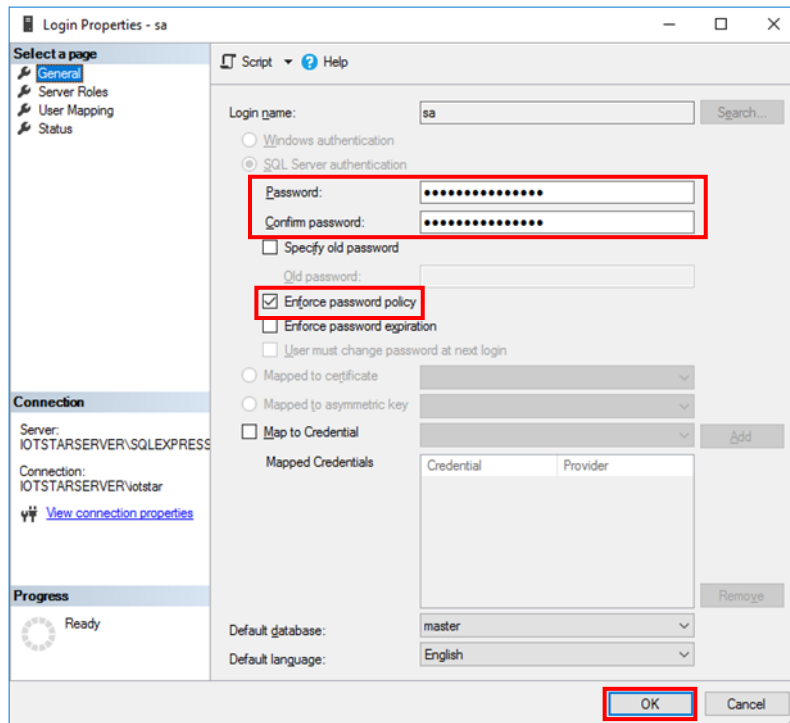 Login Properties - sa
Select a page
General
Server Roles
User Mapping
Status
Script
Help
Login name:
sa
Search...
Windows authentication
SQL Server authentication
Password:
●●●●●●●●●●●●●●●
Confirm password:
●●●●●●●●●●●●●●●
Specify old password
Old password:
Enforce password policy
Enforce password expiration
User must change password at next login
Mapped to certificate
Mapped to asymmetric key
Map to Credential
Add
Mapped Credentials
Credential
Provider
Remove
Default database:
master
Default language:
English
Connection
Server:
IOTSTARSERVER\SQLEXPRESS
Connection:
IOTSTARSERVER\iotstar
View connection properties
Progress
Ready
OK
Cancel